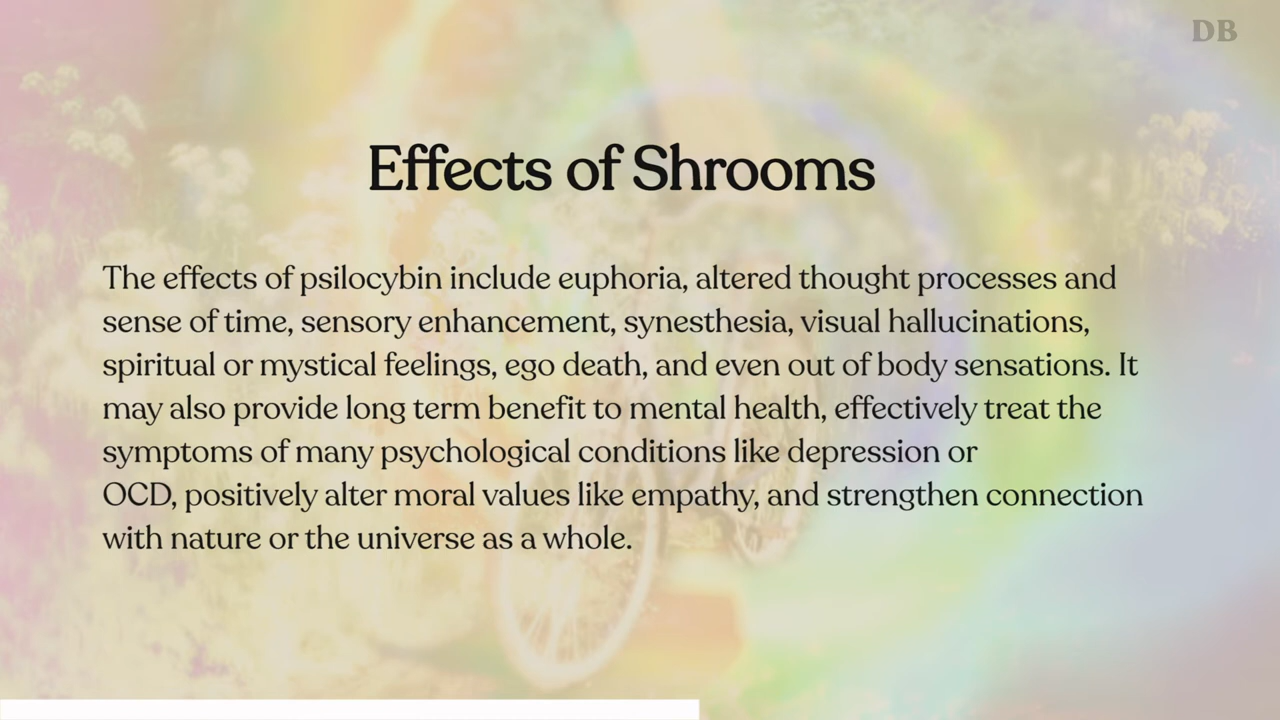 DB
Effects of Shrooms
The effects of psilocybin include euphoria, altered thought processes and
sense of time, sensory enhancement, synesthesia, visual hallucinations,
spiritual or mystical feelings, ego death, and even out of body sensations. It
may also provide long term benefit to mental health, effectively treat the
symptoms of many psychological conditions like depression or
OCD, positively alter moral values like empathy, and strengthen connection
with nature or the universe as a whole.